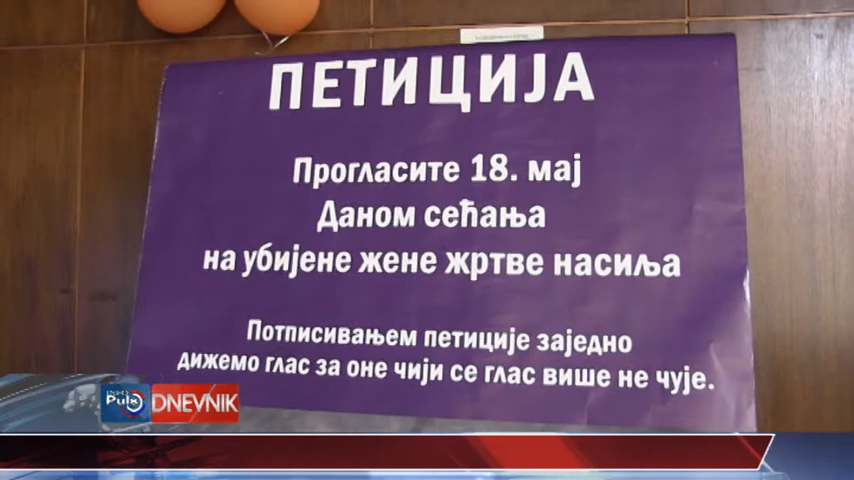 ПЕТИЦИЈА
Прогласите 18. мај
Даном сећања
на убијене жене жртве насиља
Потписивањем петиције заједно
дижемо глас за оне чији се глас више не чује.
Puls DNEVNIK